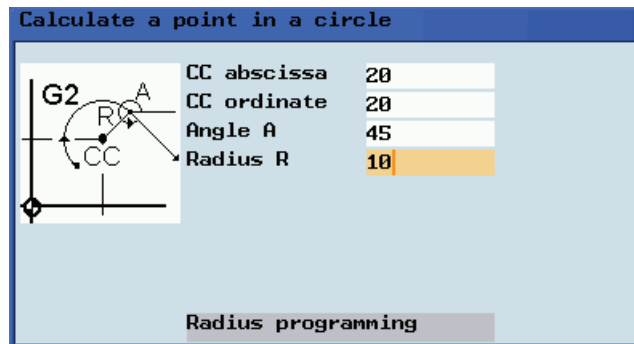 Calculate a point in a circle
G2
A
R
CC
CC abscissa 20
CC ordinate 20
Angle A 45
Radius R 10
Radius programming